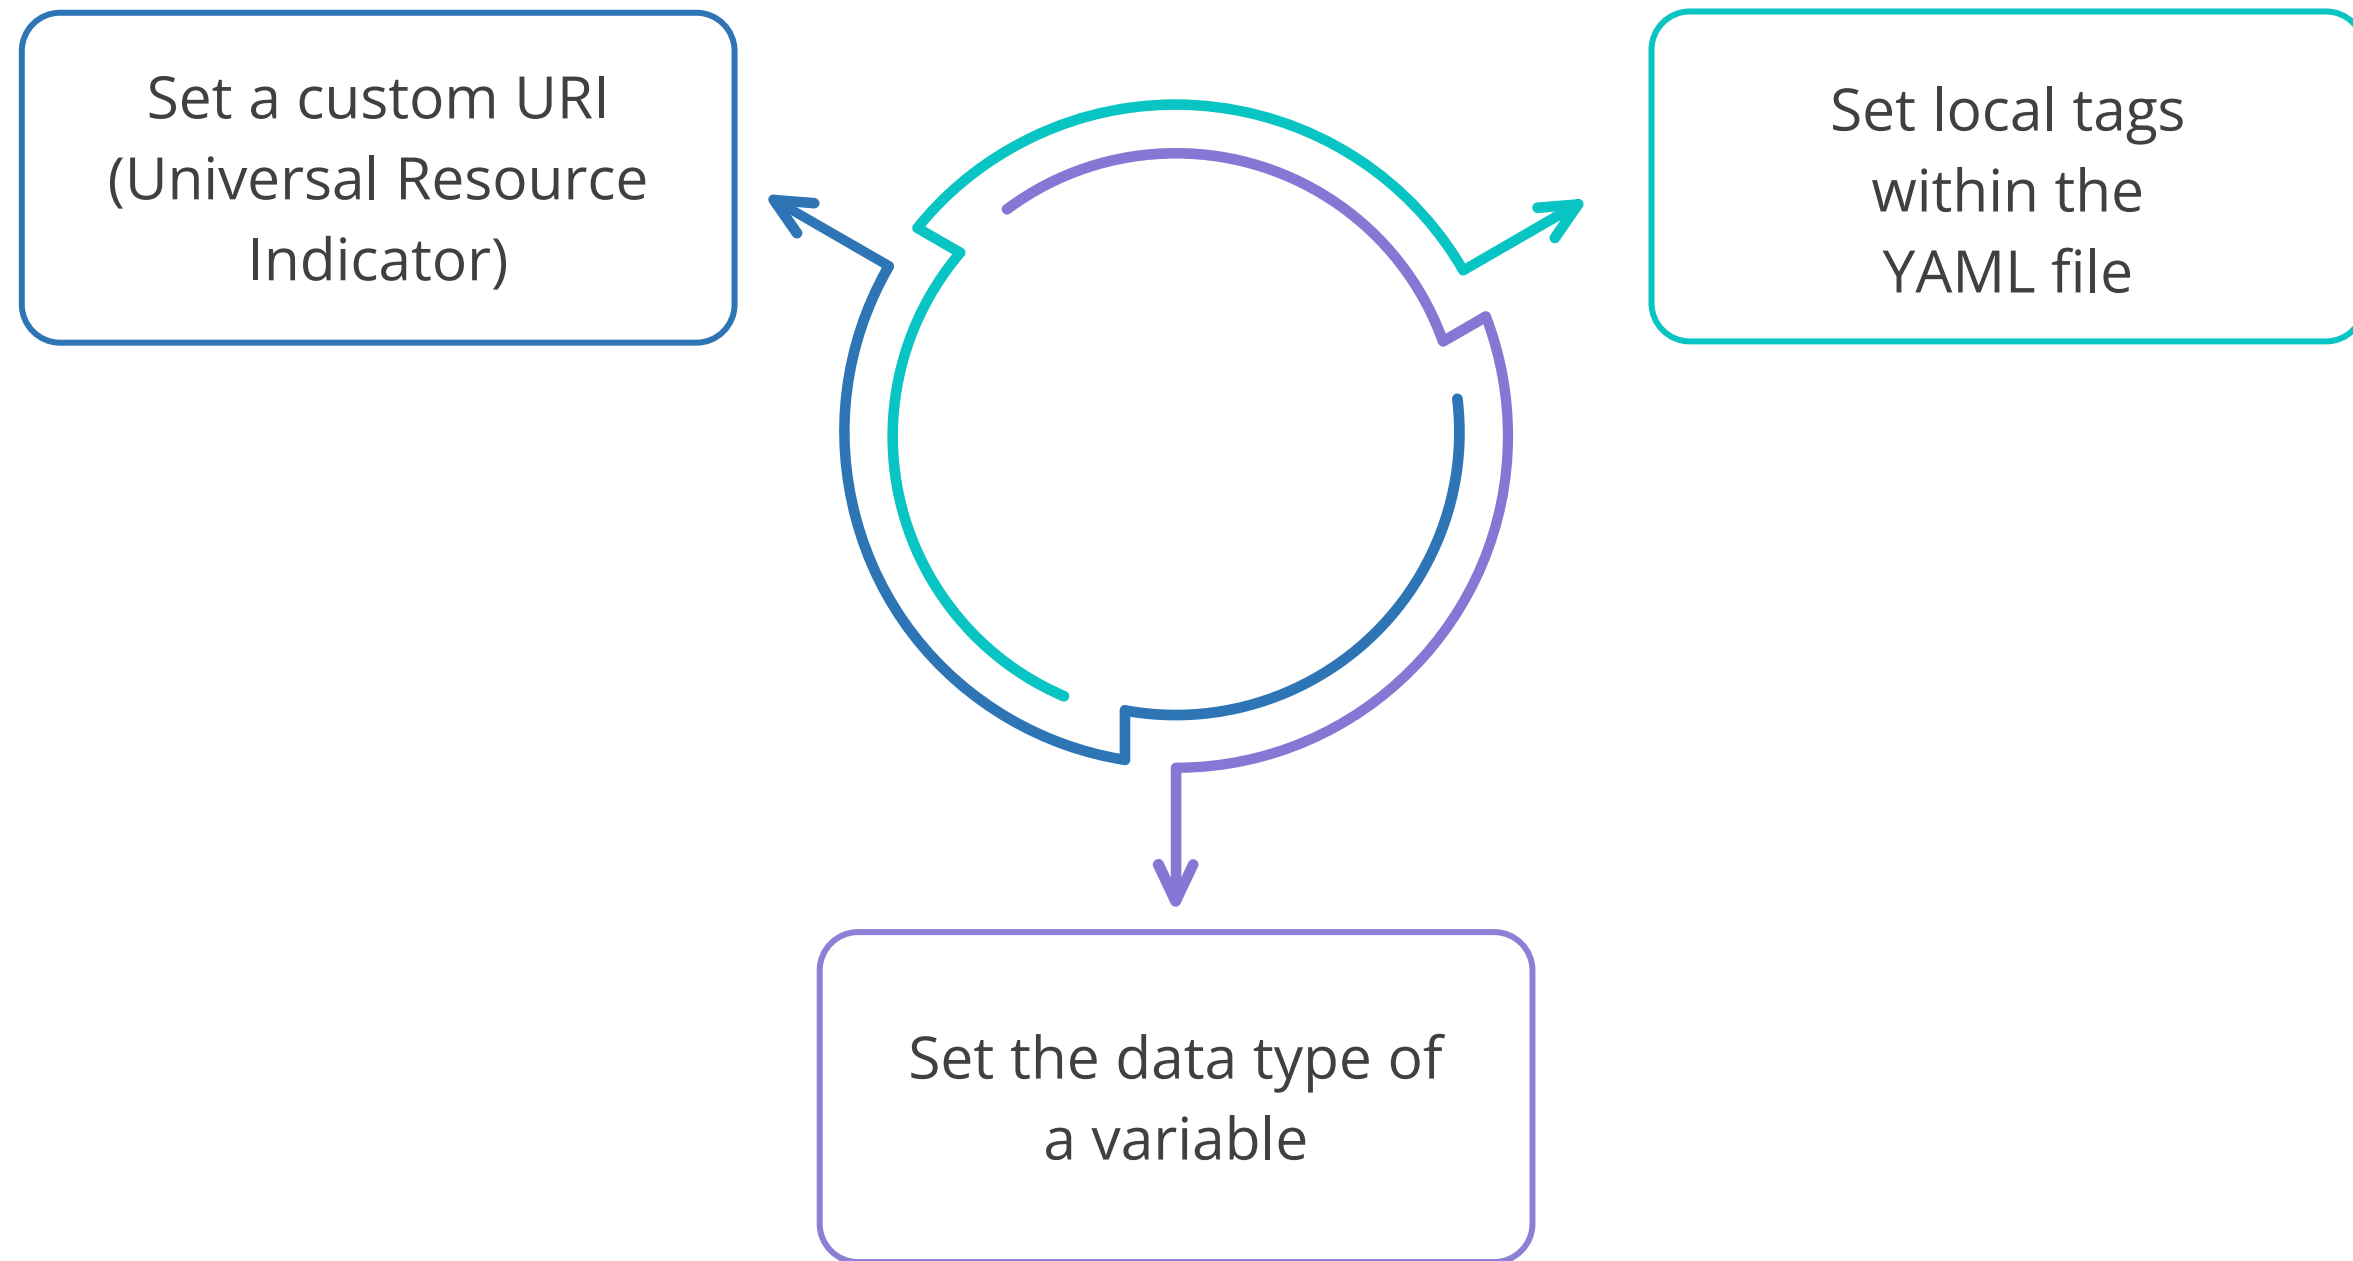 Set a custom URI
(Universal Resource
Indicator)
Set local tags
within the
YAML file
Set the data type of
a variable